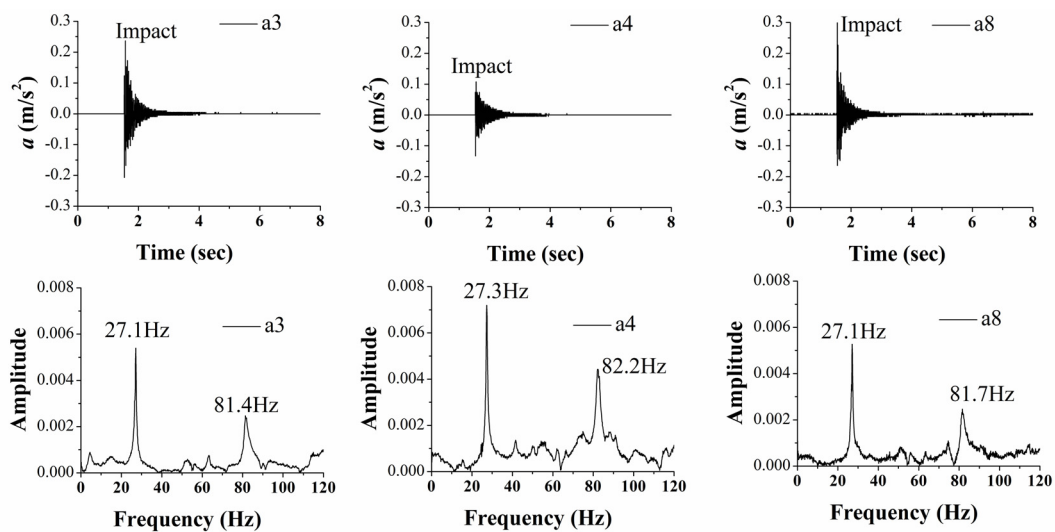 0.3
0.2
0.1
0.0
-0.1
0.2
0.3
a (m/s²)
Impact
a3
0 2 4 6 8
Time (sec)
0.3
0.2
0.1
0.0
-0.1
-0.2
-0.3
a (m/s²)
Impact
a4
0 2 4 6 8
Time (sec)
0.3
0.2
0.1
0.0
-0.1
-0.2
-0.3
a (m/s²)
Impact
a8
0 2 4 6 8
Time (sec)
0.008
0.006
0.004
0.002
0.000
Amplitude
27.1Hz
a3
81.4Hz
0 20 40 60 80 100 120
Frequency (Hz)
0.008
0.006
0.004
0.002
0.000
Amplitude
27.3Hz
a4
82.2Hz
0 20 40 60 80 100 120
Frequency (Hz)
0.008
0.006
0.004
0.002
0.000
Amplitude
27.1Hz
a8
81.7Hz
0 20 40 60 80 100 120
Frequency (Hz)